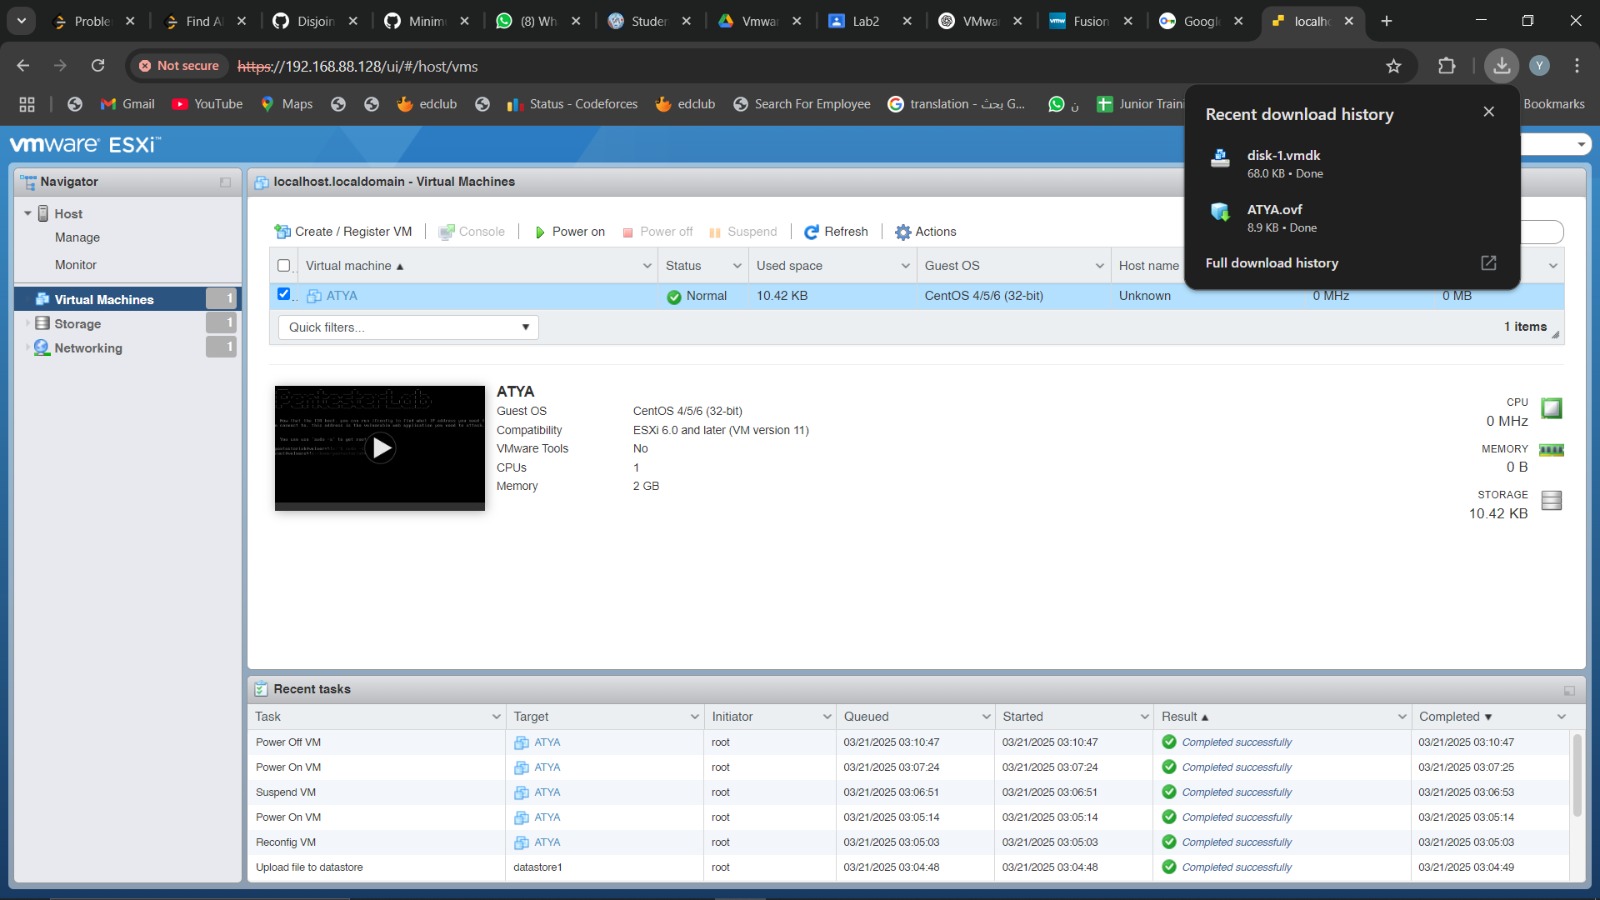 Proble
Find Al
Disjoin
Minim
(8) Wh
Studen
Vmwa
Lab2
VMwa
Fusion
Googl
localh
Not secure
https://192.168.88.128/ui/#/host/vms
Y
Gmail
YouTube
Maps
edclub
Status - Codeforces
edclub
Search For Employee
translation - بحث G...
ن
Junior Traini
Bookmarks
Recent download history
disk-1.vmdk
68.0 KB • Done
ATYA.ovf
8.9 KB • Done
Full download history
vmware ESXi™
Navigator
Host
Manage
Monitor
Virtual Machines 1
Storage 1
Networking 1
localhost.localdomain - Virtual Machines
Create / Register VM
Console
Power on
Power off
Suspend
Refresh
Actions
Virtual machine ▲ Status Used space Guest OS Host name
ATYA Normal 10.42 KB CentOS 4/5/6 (32-bit) Unknown 0 MHz 0 MB
Quick filters...
1 items
PentesterLab
ATYA
Guest OS CentOS 4/5/6 (32-bit)
Compatibility ESXi 6.0 and later (VM version 11)
VMware Tools No
CPUs 1
Memory 2 GB
CPU
0 MHz
MEMORY
0 B
STORAGE
10.42 KB
Recent tasks
Task Target Initiator Queued Started Result ▲ Completed ▼
Power Off VM ATYA root 03/21/2025 03:10:47 03/21/2025 03:10:47 Completed successfully 03/21/2025 03:10:47
Power On VM ATYA root 03/21/2025 03:07:24 03/21/2025 03:07:24 Completed successfully 03/21/2025 03:07:25
Suspend VM ATYA root 03/21/2025 03:06:51 03/21/2025 03:06:51 Completed successfully 03/21/2025 03:06:53
Power On VM ATYA root 03/21/2025 03:05:14 03/21/2025 03:05:14 Completed successfully 03/21/2025 03:05:14
Reconfig VM ATYA root 03/21/2025 03:05:03 03/21/2025 03:05:03 Completed successfully 03/21/2025 03:05:03
Upload file to datastore datastore1 root 03/21/2025 03:04:48 03/21/2025 03:04:48 Completed successfully 03/21/2025 03:04:49